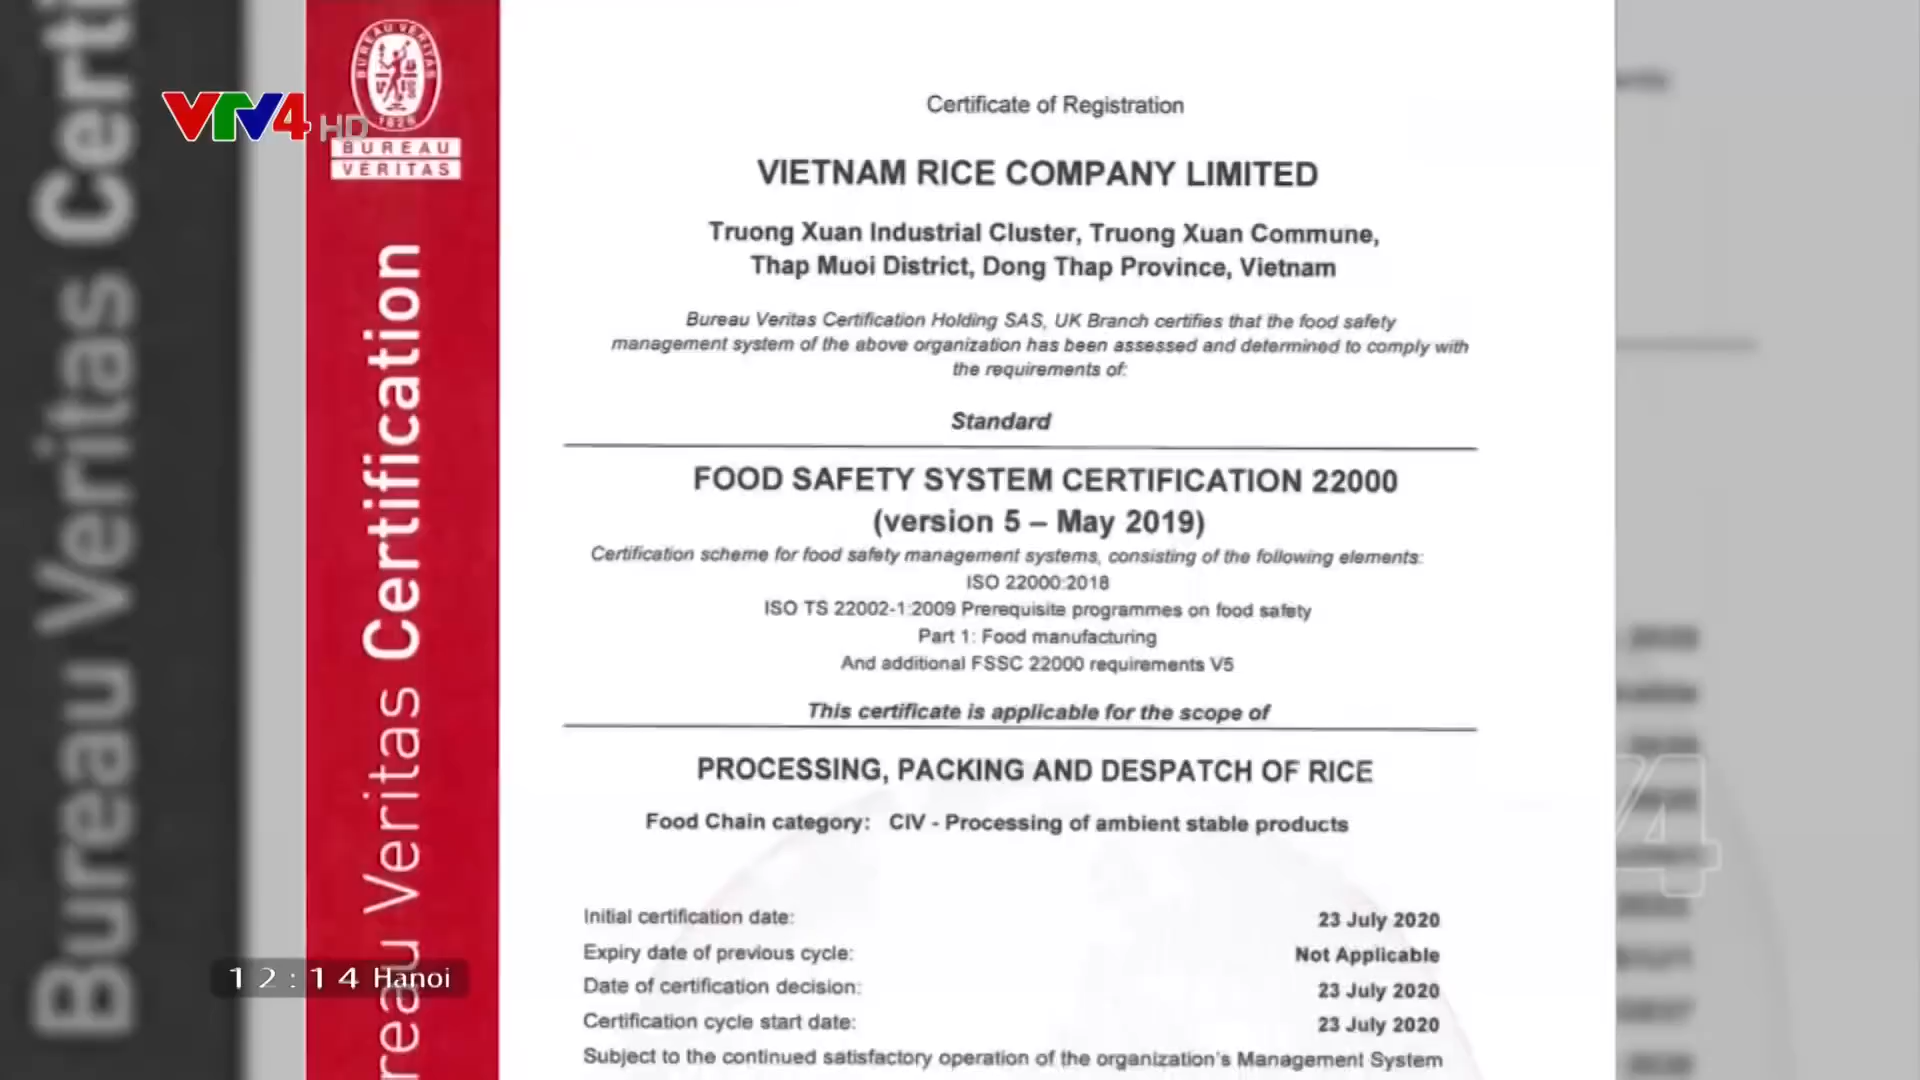 VTV4 HD
BUREAU VERITAS
1828
BUREAU
VERITAS
Bureau Veritas Certification
Certificate of Registration
VIETNAM RICE COMPANY LIMITED
Truong Xuan Industrial Cluster, Truong Xuan Commune,
Thap Muoi District, Dong Thap Province, Vietnam
Bureau Veritas Certification Holding SAS, UK Branch certifies that the food safety
management system of the above organization has been assessed and determined to comply with
the requirements of:
Standard
FOOD SAFETY SYSTEM CERTIFICATION 22000
(version 5 – May 2019)
Certification scheme for food safety management systems, consisting of the following elements:
ISO 22000:2018
ISO TS 22002-1:2009 Prerequisite programmes on food safety
Part 1: Food manufacturing
And additional FSSC 22000 requirements V5
This certificate is applicable for the scope of
PROCESSING, PACKING AND DESPATCH OF RICE
Food Chain category: CIV - Processing of ambient stable products
Initial certification date: 23 July 2020
Expiry date of previous cycle: Not Applicable
Date of certification decision: 23 July 2020
Certification cycle start date: 23 July 2020
Subject to the continued satisfactory operation of the organization's Management System
12:14 Hanoi
Bureau Veritas Certi
reau Veritas Certification